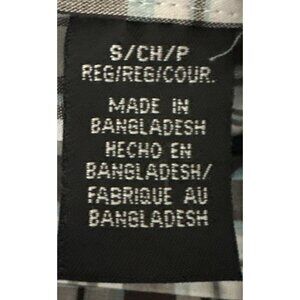 S/CH/P
REG/REG/COUR.
MADE IN
BANGLADESH
HECHO EN
BANGLADESH/
FABRIQUE AU
BANGLADESH